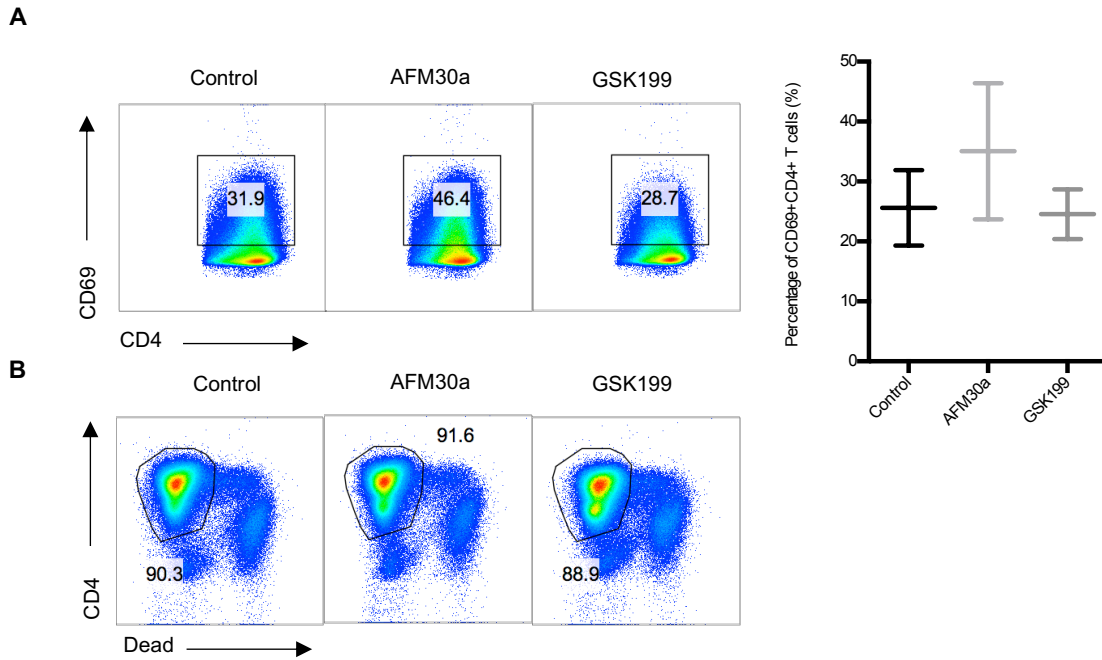 A
Control
AFM30a
GSK199
31.9
46.4
28.7
CD69
CD4
Percentage of CD69+CD4+ T cells (%)
50
40
30
20
10
0
Control
AFM30a
GSK199
B
Control
AFM30a
GSK199
90.3
91.6
88.9
CD4
Dead